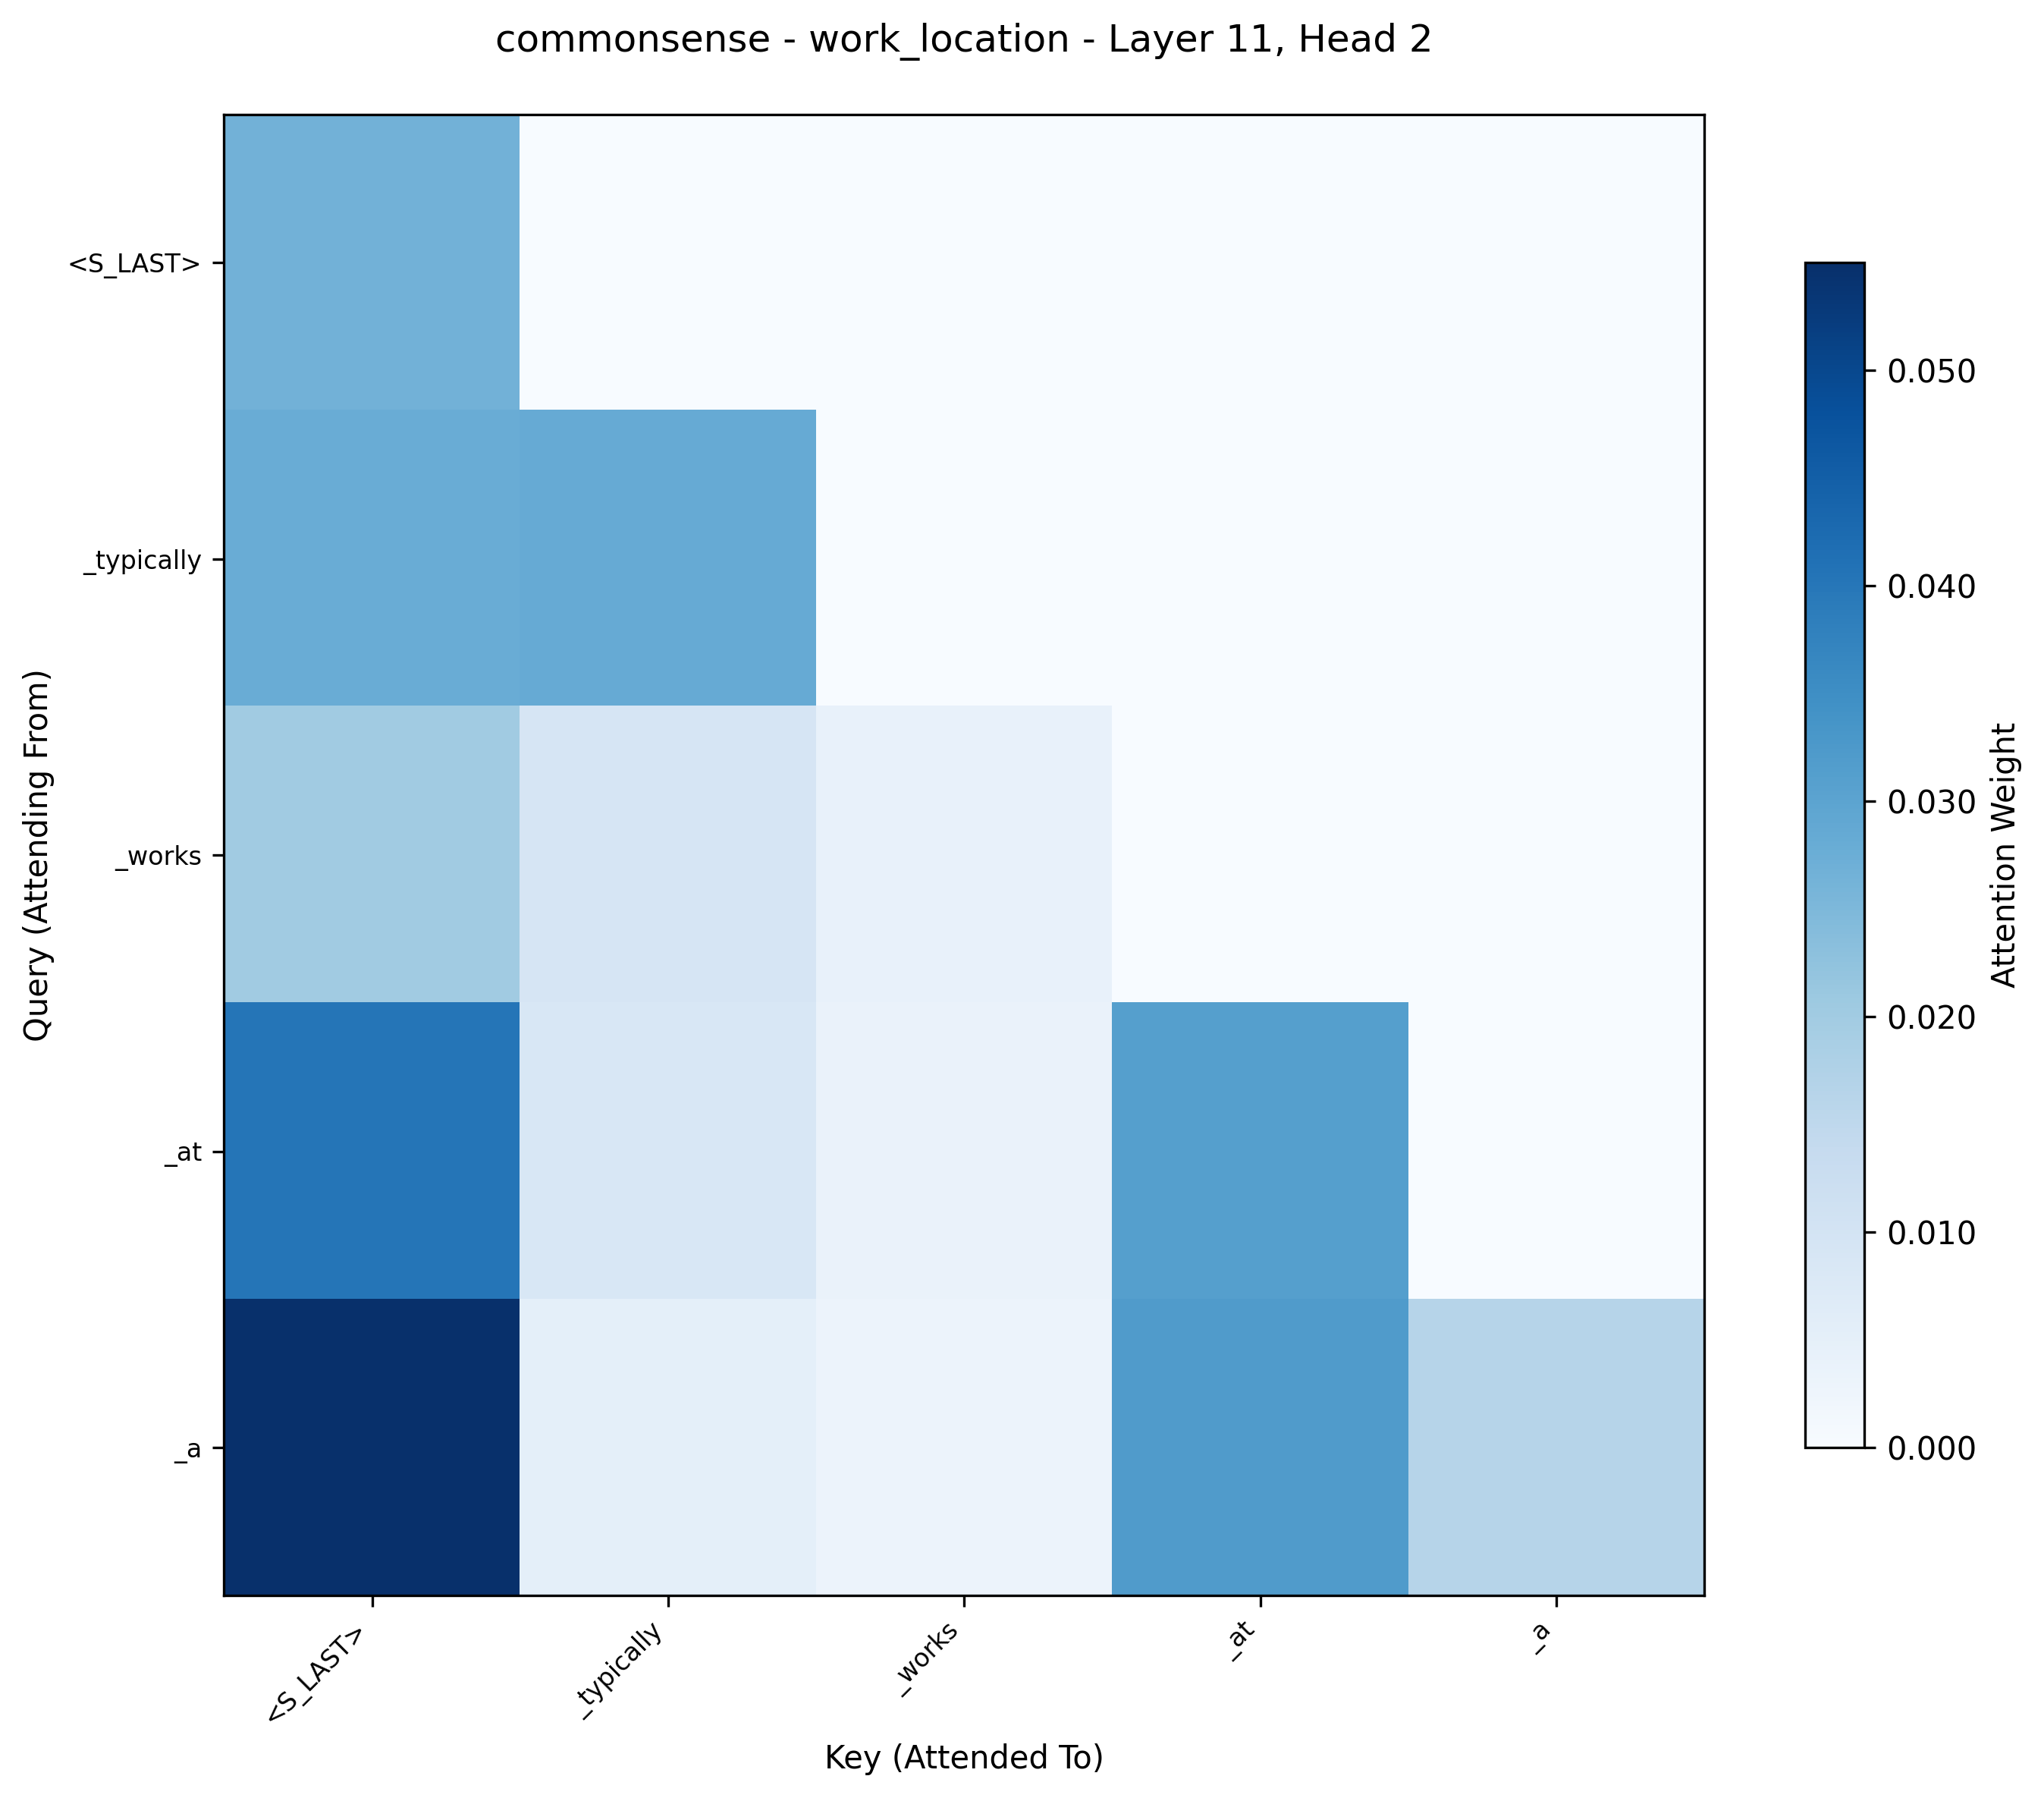 commonsense - work_location - Layer 11, Head 2
Query (Attending From)
<S_LAST>
_typically
_works
_at
_a
<S_LAST>
_typically
_works
_at
_a
Key (Attended To)
0.050
0.040
0.030
0.020
0.010
0.000
Attention Weight